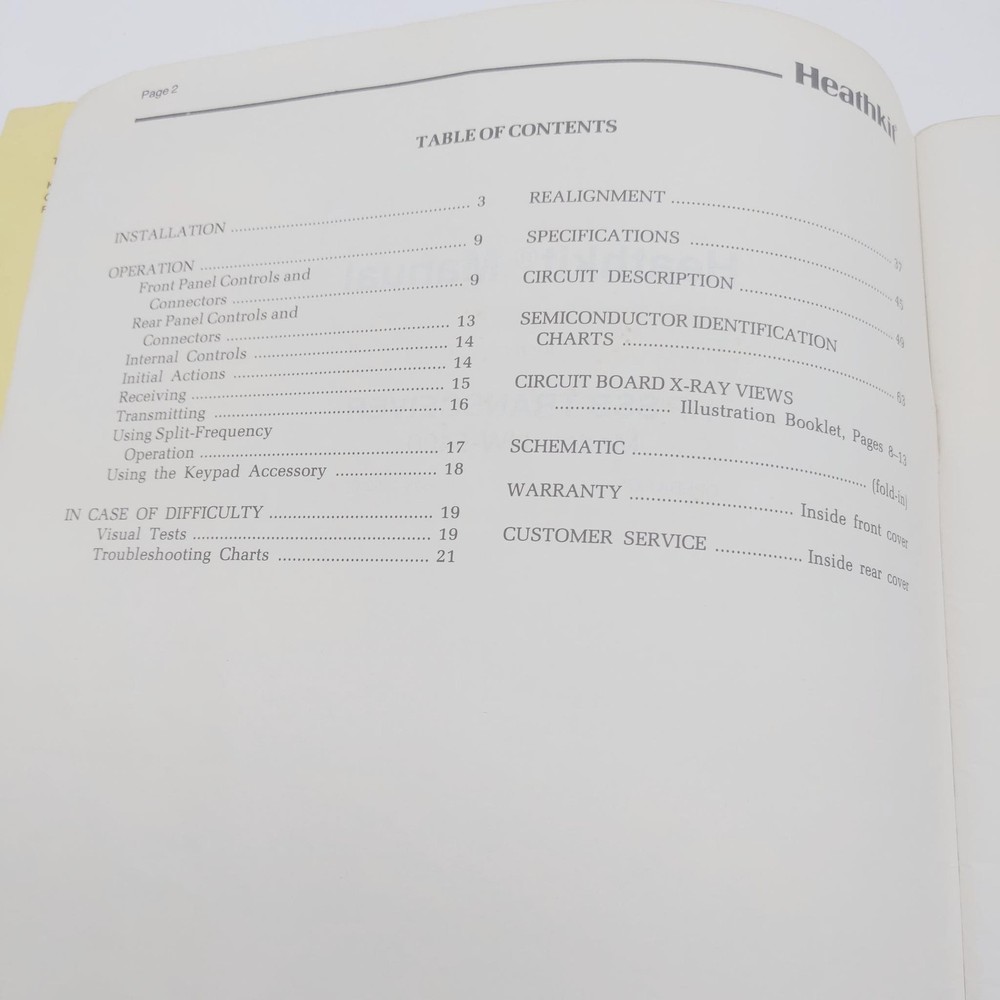 Page 2
Heathkit
TABLE OF CONTENTS
INSTALLATION ........................................ 3
OPERATION ............................................ 9
Front Panel Controls and
Connectors ........................................ 9
Rear Panel Controls and
Connectors ........................................ 13
Internal Controls ................................ 14
Initial Actions .................................... 14
Receiving .......................................... 15
Transmitting ...................................... 16
Using Split-Frequency
Operation .......................................... 17
Using the Keypad Accessory .................. 18
IN CASE OF DIFFICULTY ............................ 19
Visual Tests ........................................ 19
Troubleshooting Charts .......................... 21
REALIGNMENT ........................................ 37
SPECIFICATIONS .................................... 45
CIRCUIT DESCRIPTION ............................ 49
SEMICONDUCTOR IDENTIFICATION
CHARTS .............................................. 63
CIRCUIT BOARD X-RAY VIEWS
...................... Illustration Booklet, Pages 8-13
SCHEMATIC .......................................... (fold-in)
WARRANTY .............................. Inside front cover
CUSTOMER SERVICE ................ Inside rear cover